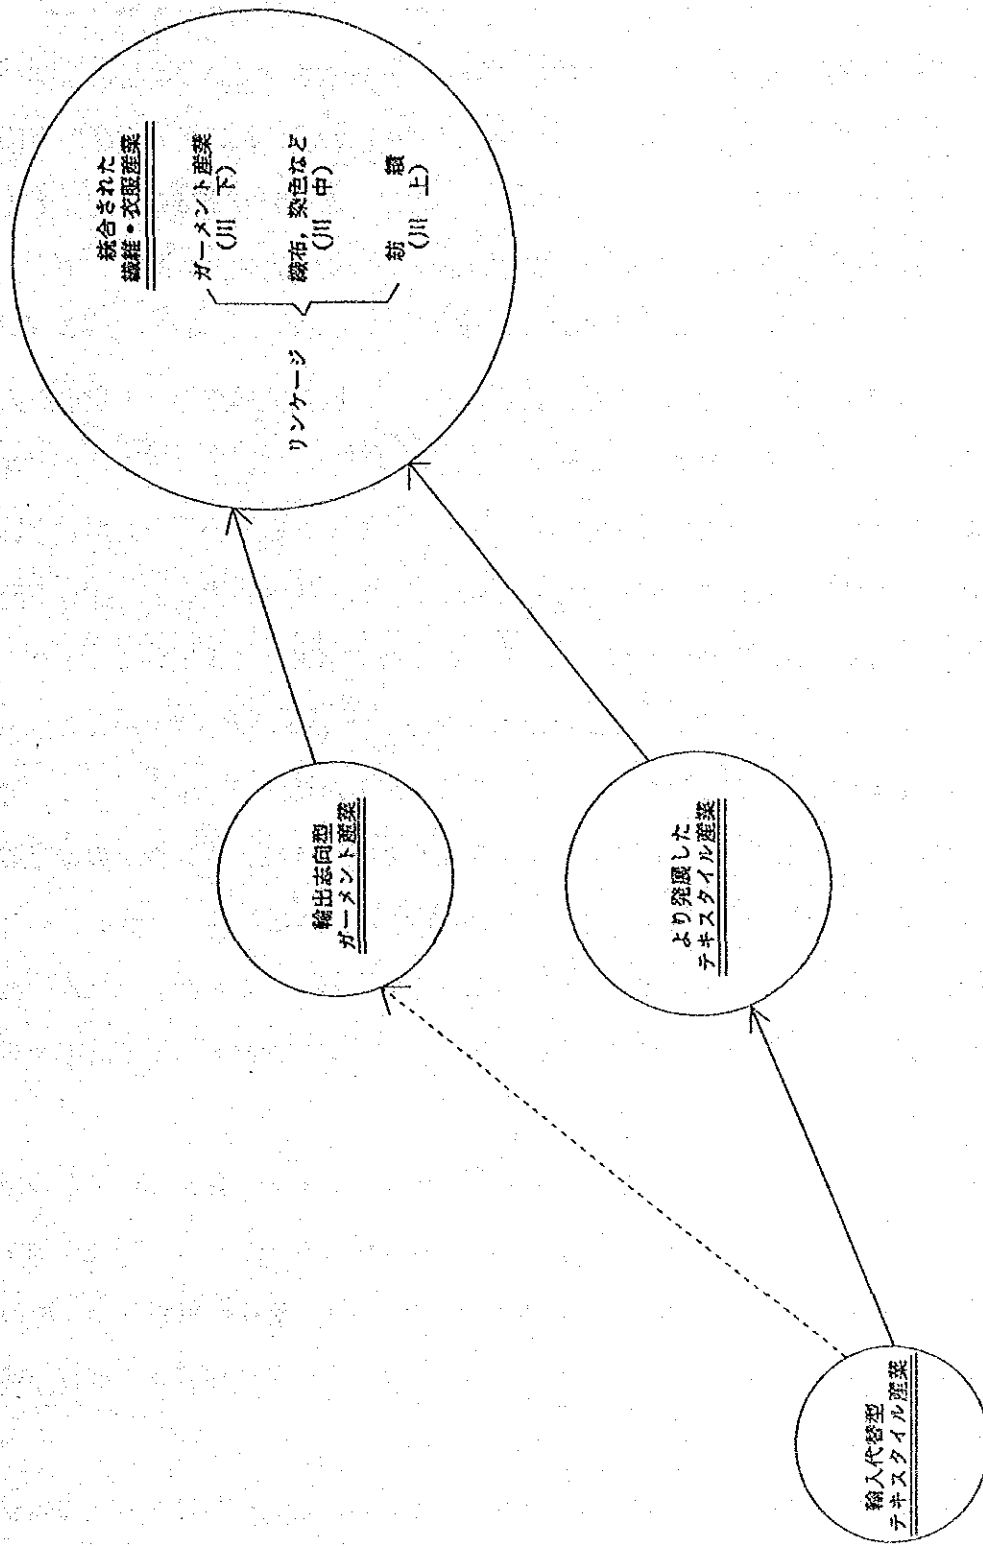 輸入代替型
テキスタイル産業
輸出志向型
ガーメント産業
より発展した
テキスタイル産業
統合された
繊維・衣服産業
リンケージ
ガーメント産業
(川 下)
織布, 染色など
(川 中)
紡 績
(川 上)